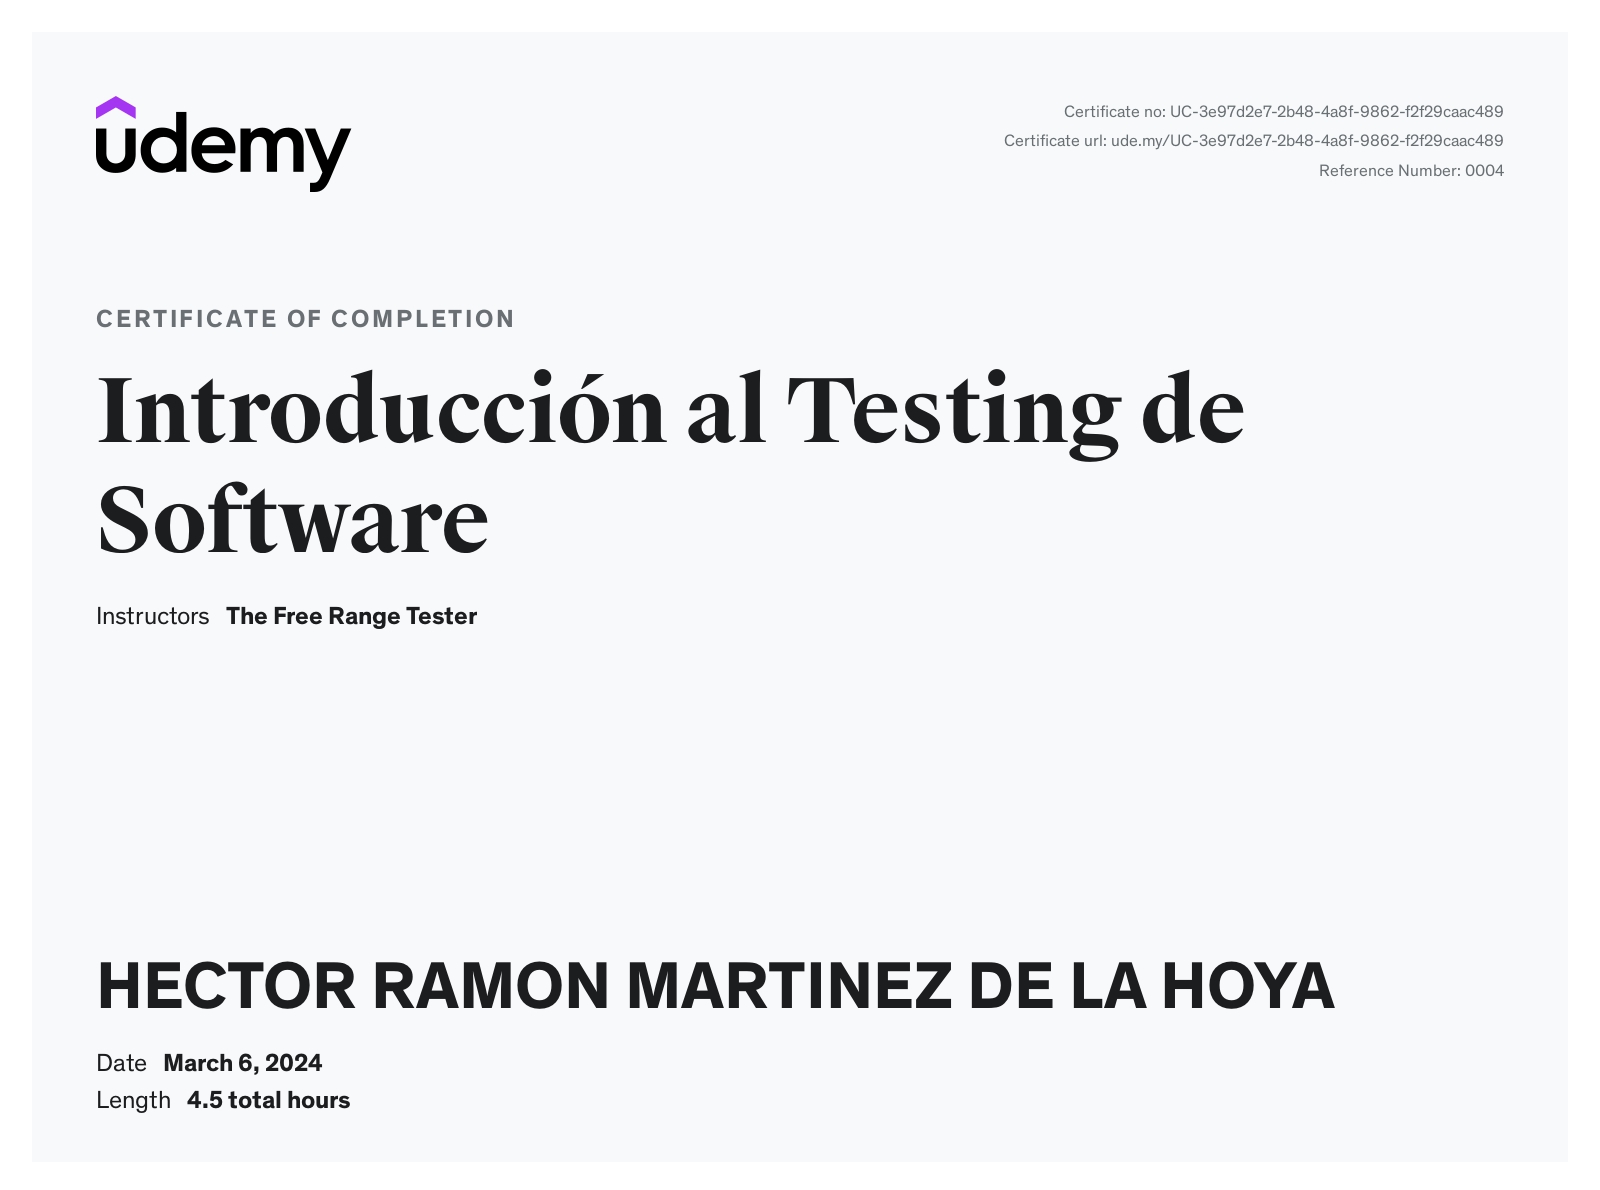 udemy
Certificate no: UC-3e97d2e7-2b48-4a8f-9862-f2f29caac489
Certificate url: ude.my/UC-3e97d2e7-2b48-4a8f-9862-f2f29caac489
Reference Number: 0004
CERTIFICATE OF COMPLETION
Introducción al Testing de
Software
Instructors The Free Range Tester
HECTOR RAMON MARTINEZ DE LA HOYA
Date March 6, 2024
Length 4.5 total hours